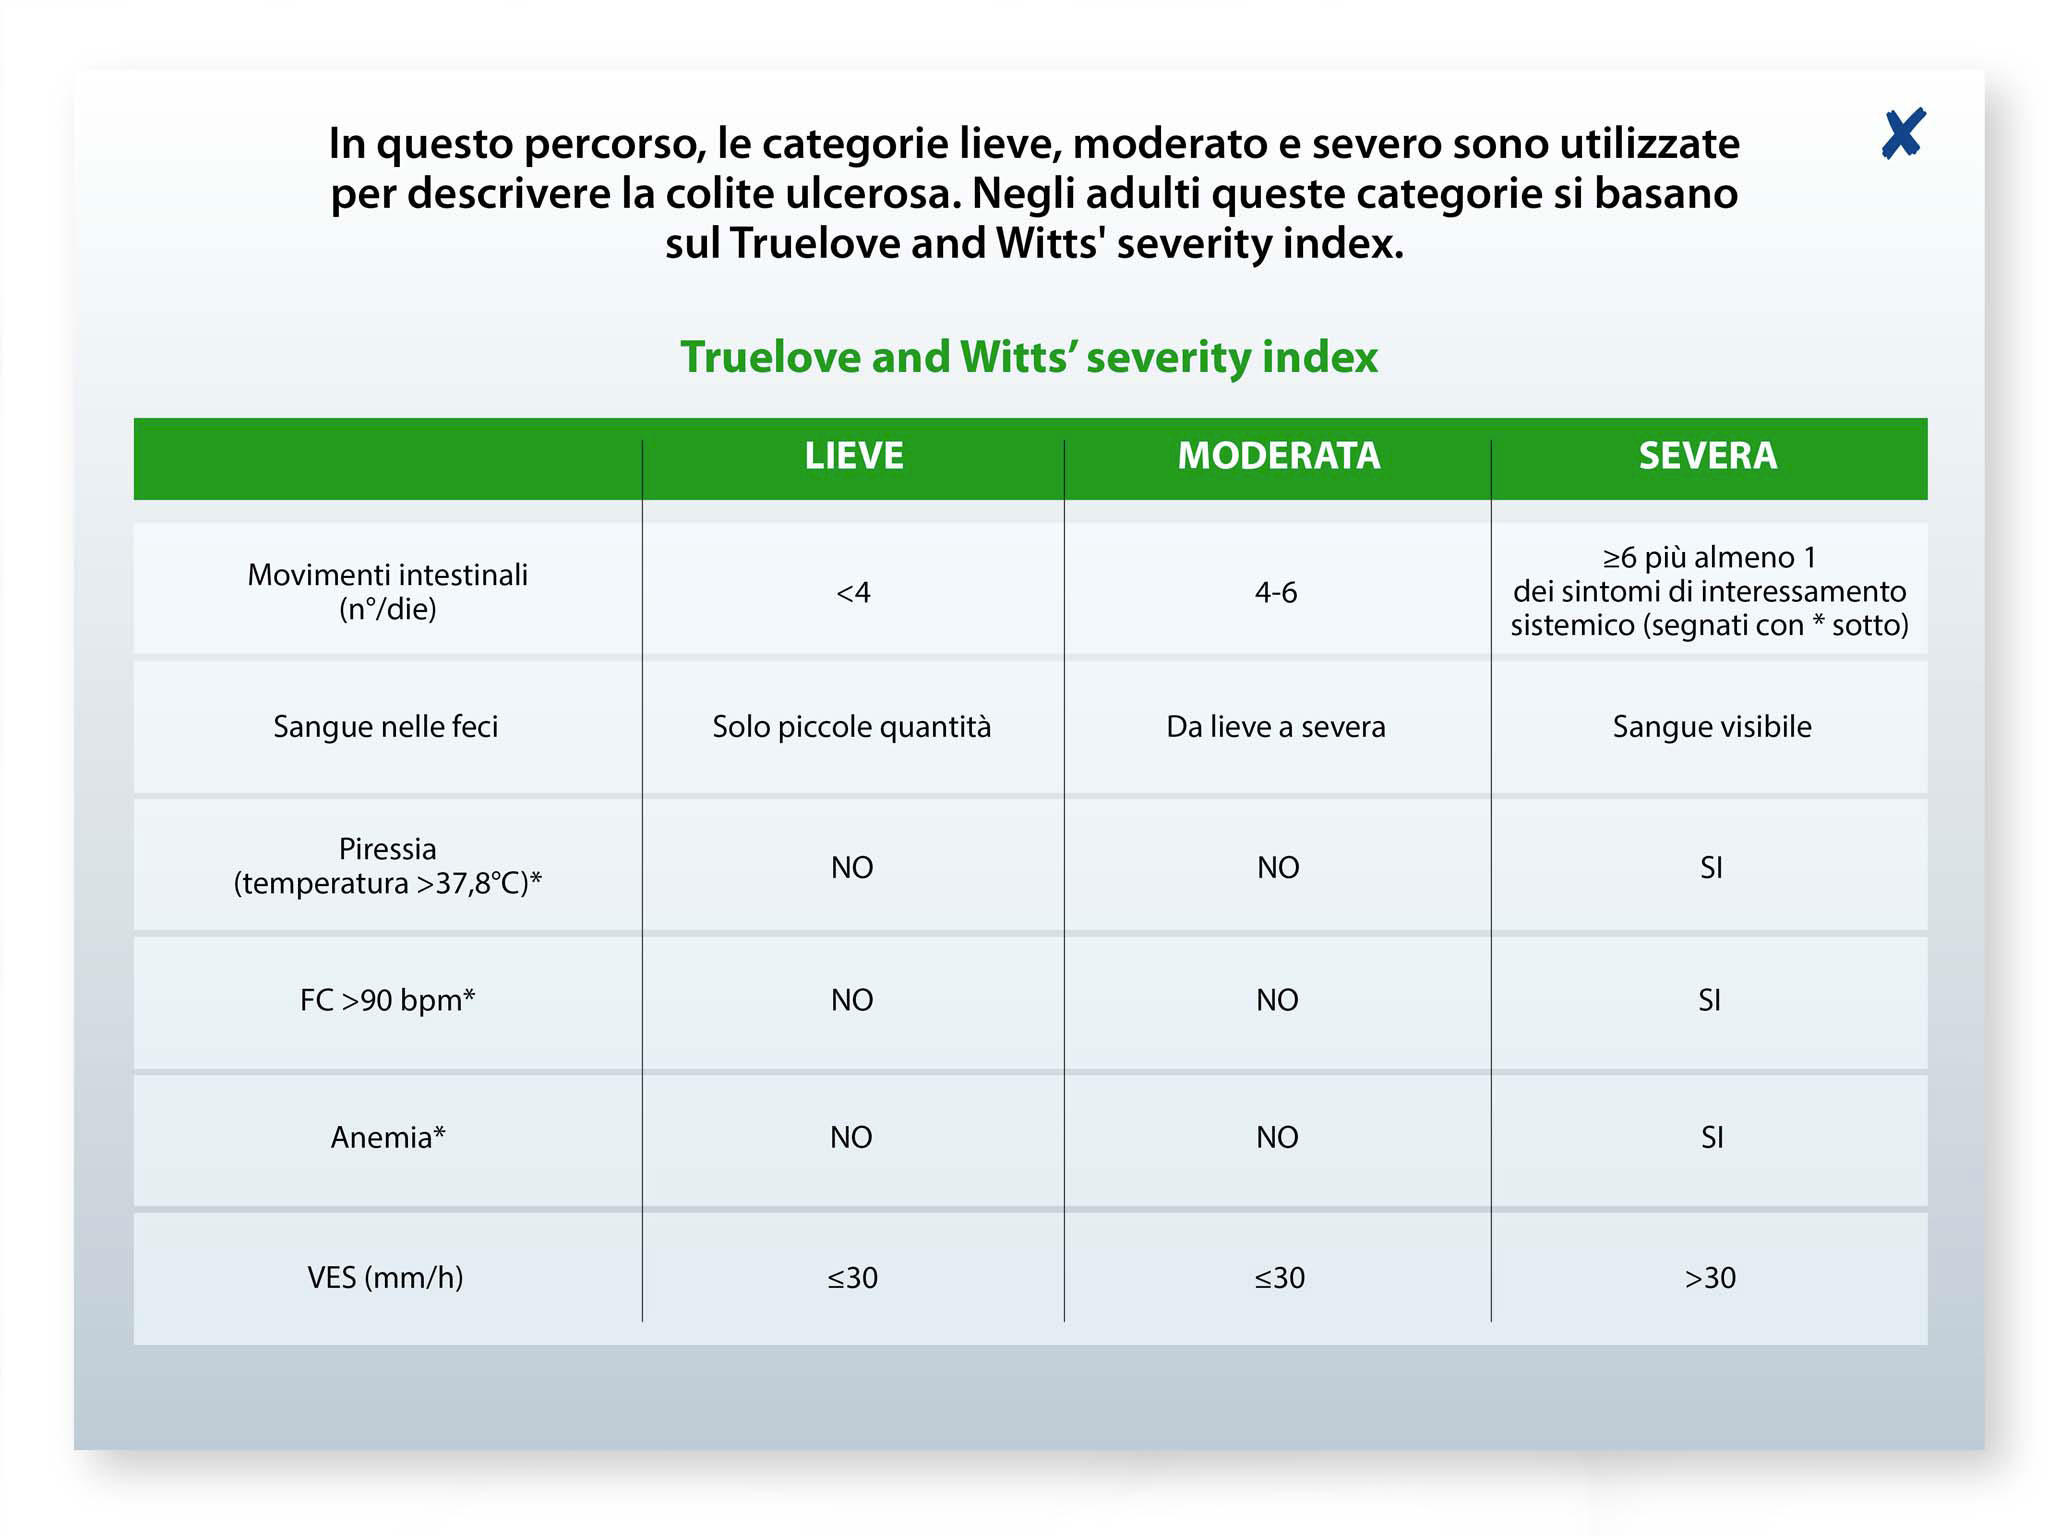 In questo percorso, le categorie lieve, moderato e severo sono utilizzate
per descrivere la colite ulcerosa. Negli adulti queste categorie si basano
sul Truelove and Witts' severity index.
Truelove and Witts’ severity index
LIEVE MODERATA SEVERA
Movimenti intestinali
(n°/die)
<4
4-6
≥6 più almeno 1
dei sintomi di interessamento
sistemico (segnati con * sotto)
Sangue nelle feci Solo piccole quantità Da lieve a severa Sangue visibile
Piressia
(temperatura >37,8°C)*
NO NO SI
FC >90 bpm* NO NO SI
Anemia* NO NO SI
VES (mm/h) ≤30 ≤30 >30